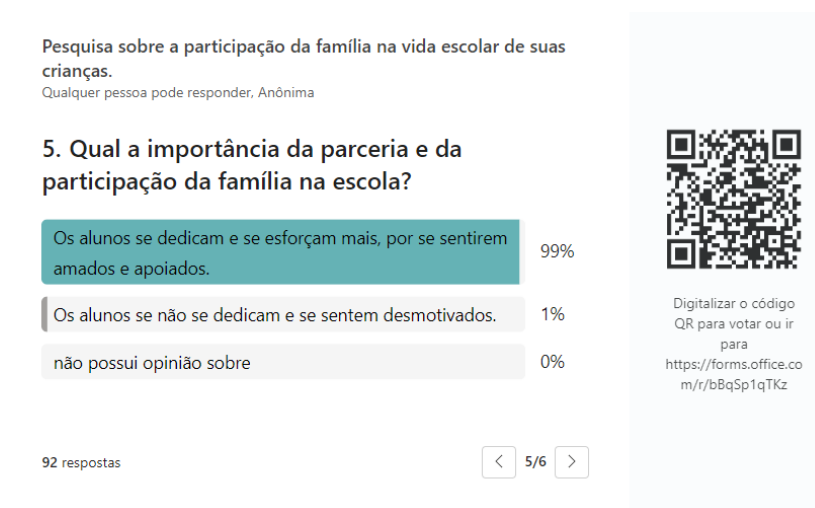 Pesquisa sobre a participação da família na vida escolar de suas
crianças.
Qualquer pessoa pode responder, Anônima
5. Qual a importância da parceria e da
participação da família na escola?
Os alunos se dedicam e se esforçam mais, por se sentirem
amados e apoiados.
99%
Os alunos se não se dedicam e se sentem desmotivados.
1%
não possui opinião sobre
0%
92 respostas
5/6
Digitalizar o código
QR para votar ou ir
para
https://forms.office.co
m/r/bBqSp1qTKz